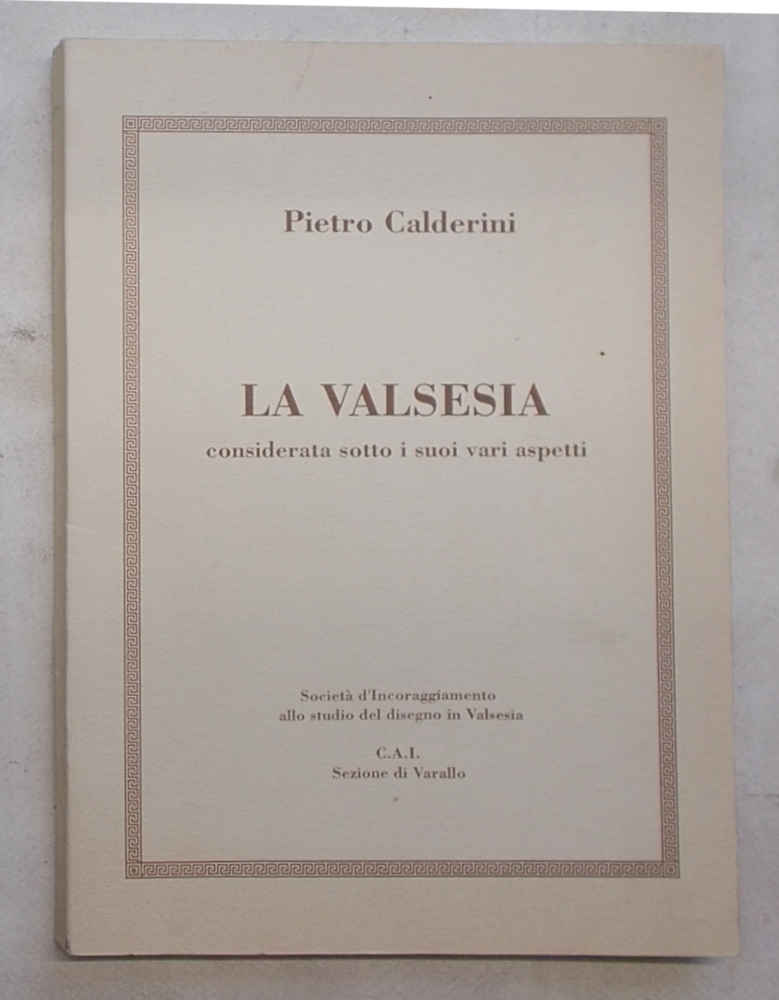 Pietro Calderini
LA VALSESIA
considerata sotto i suoi vari aspetti
Società d'Incoraggiamento
allo studio del disegno in Valsesia
C.A.I.
Sezione di Varallo